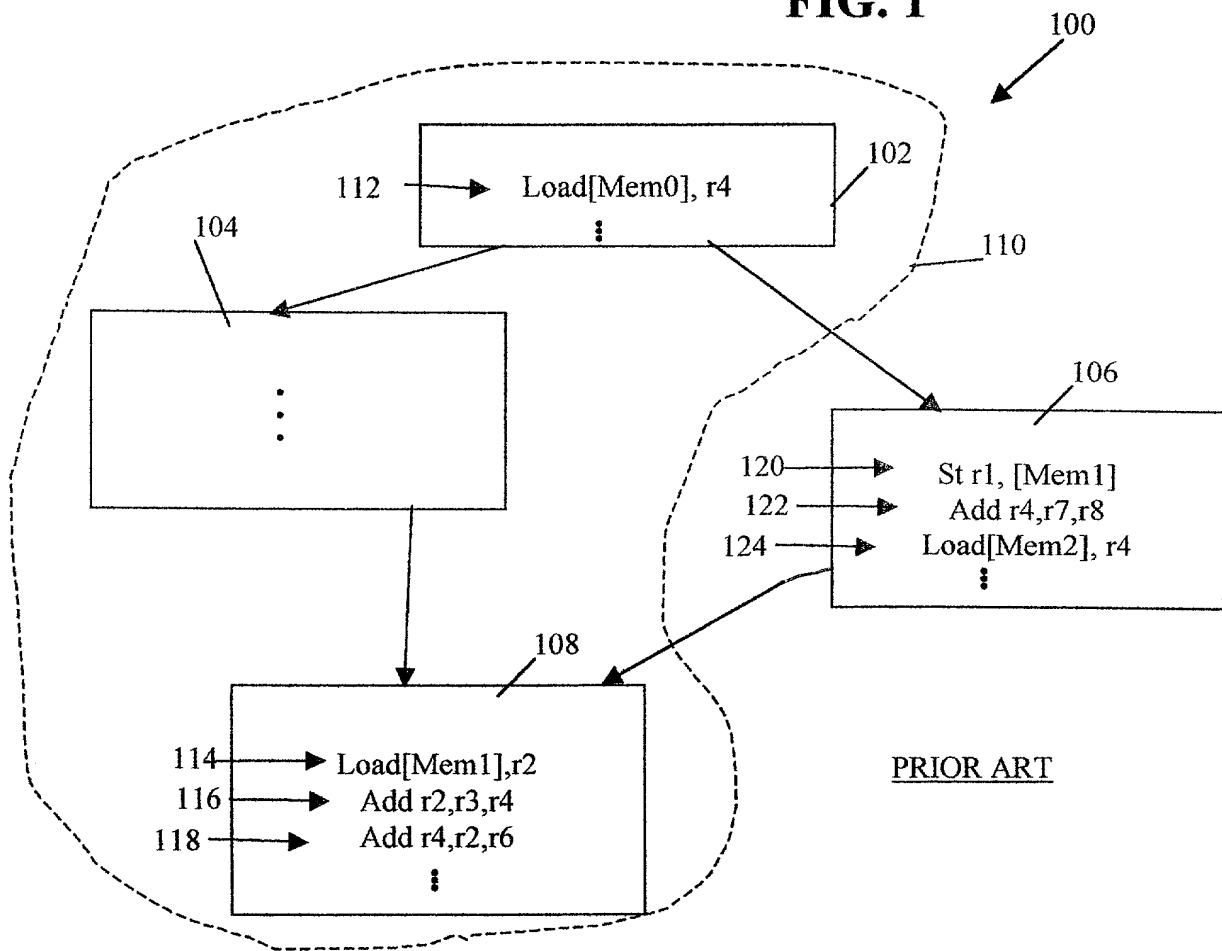 FIG. 1
100
102
112 Load[Mem0], r4
104
110
106
120 St r1, [Mem1]
122 Add r4,r7,r8
124 Load[Mem2], r4
108
114 Load[Mem1],r2
116 Add r2,r3,r4
118 Add r4,r2,r6
PRIOR ART